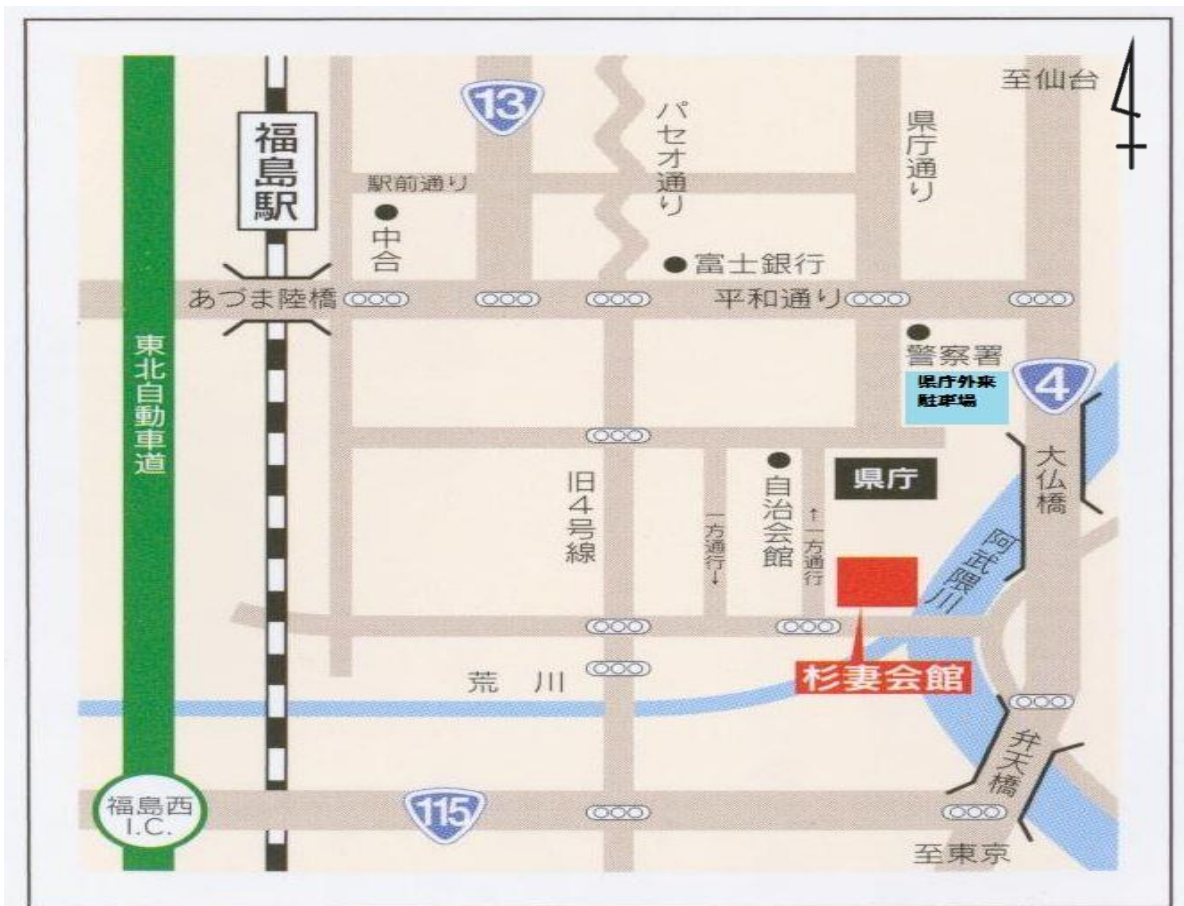 至仙台
13
福島駅
パセオ通り
県庁通り
駅前通り
中合
富士銀行
あづま陸橋
平和通り
東北自動車道
警察署
県庁外来
駐車場
4
大仏橋
旧4号線
自治会館
県庁
一方通行↓
↑一方通行
阿武隈川
杉妻会館
荒川
弁天橋
福島西
I.C.
115
至東京